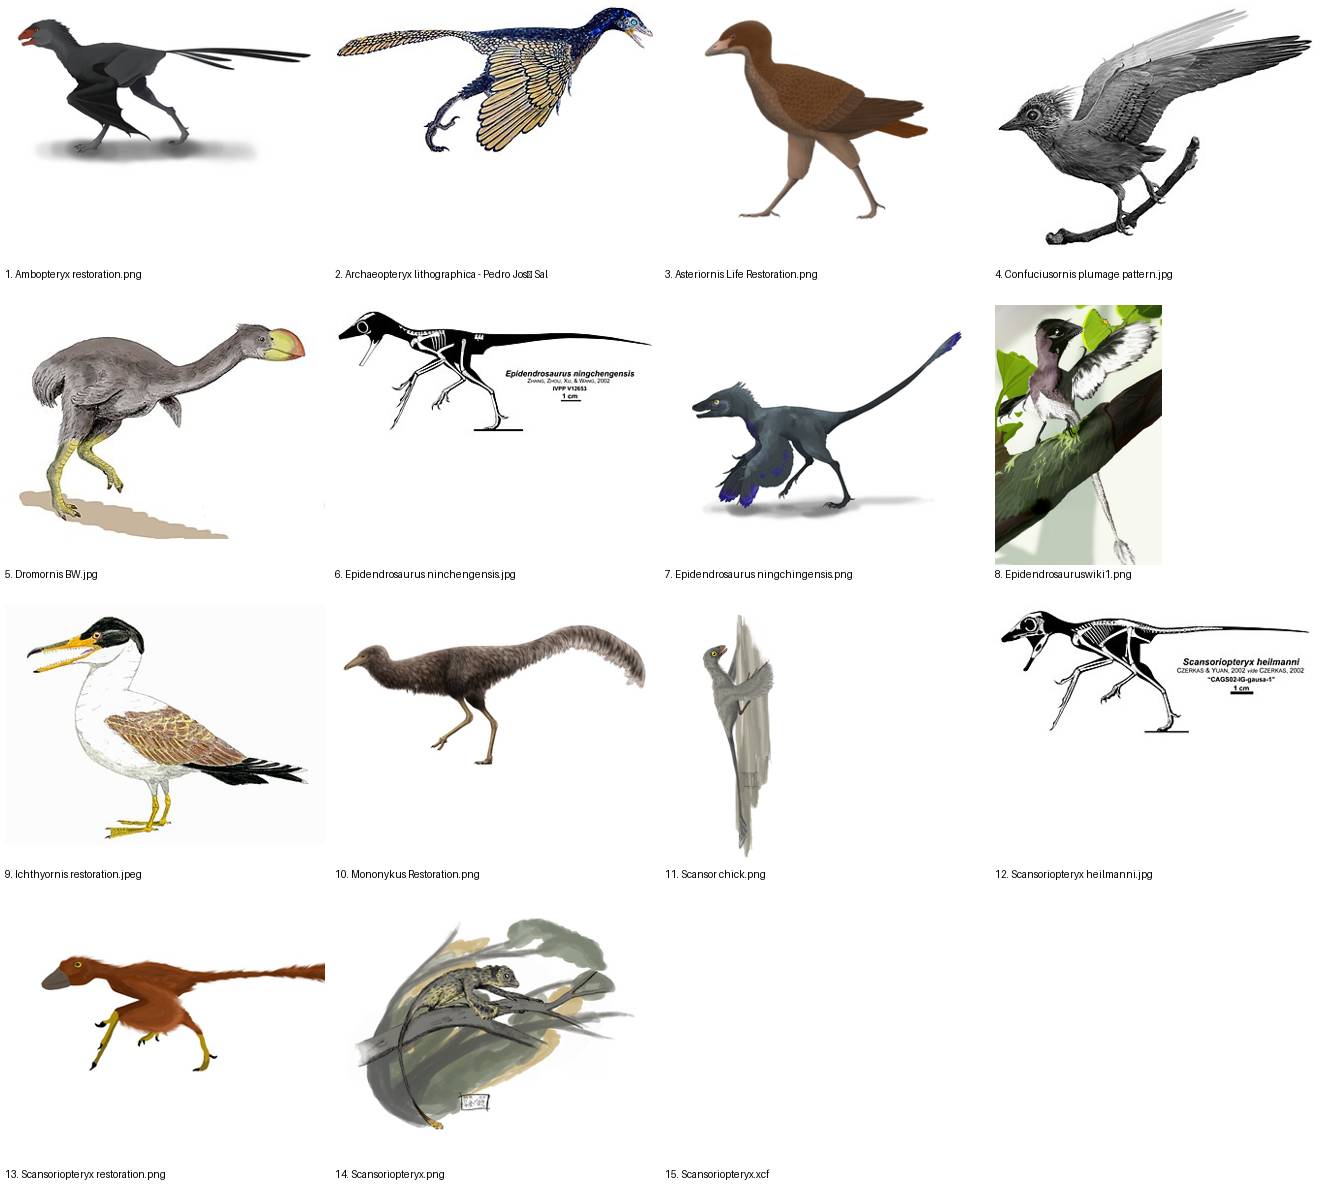 1. Ambopteryx restoration.png
2. Archaeopteryx lithographica - Pedro Jos▯ Sal
3. Asteriornis Life Restoration.png
4. Confuciusornis plumage pattern.jpg
Epidendrosaurus ningchengensis
ZHANG, ZHOU, XU, & WANG, 2002
IVPP V12653
1 cm
5. Dromornis BW.jpg
6. Epidendrosaurus ninchengensis.jpg
7. Epidendrosaurus ningchingensis.png
8. Epidendrosauruswiki1.png
Scansoriopteryx heilmanni
CZERKAS & YUAN, 2002 vide CZERKAS, 2002
"CAGS02-IG-gausa-1"
1 cm
9. Ichthyornis restoration.jpeg
10. Mononykus Restoration.png
11. Scansor chick.png
12. Scansoriopteryx heilmanni.jpg
13. Scansoriopteryx restoration.png
14. Scansoriopteryx.png
15. Scansoriopteryx.xcf